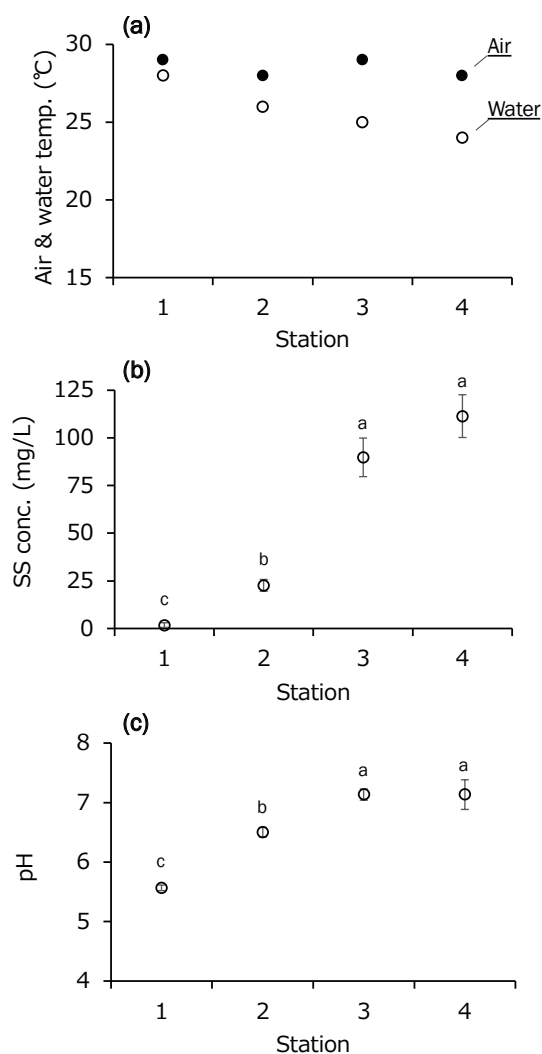 (a)
Air & water temp. (℃)
30
25
20
15
Air
Water
1 2 3 4
Station
(b)
SS conc. (mg/L)
125
100
75
50
25
0
c
b
a
a
1 2 3 4
Station
(c)
pH
8
7
6
5
4
c
b
a
a
1 2 3 4
Station